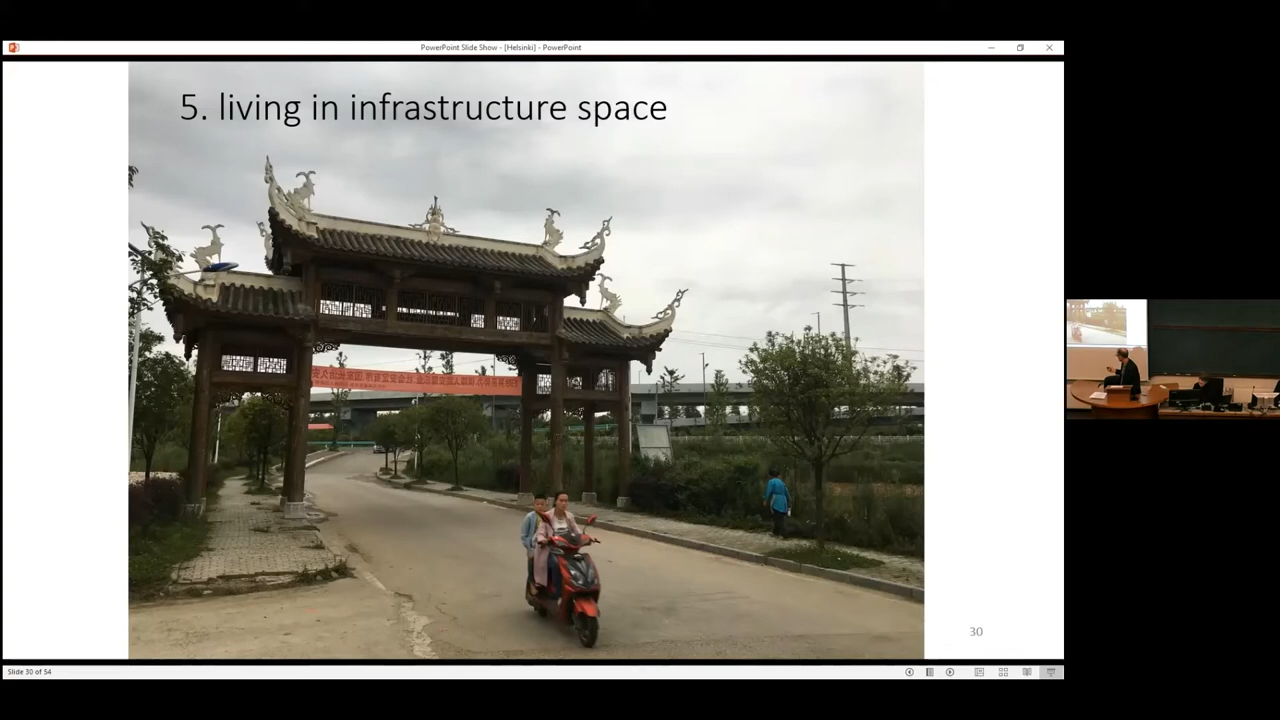 PowerPoint Slide Show - [Helsinki] - PowerPoint
5. living in infrastructure space
30
Slide 30 of 54